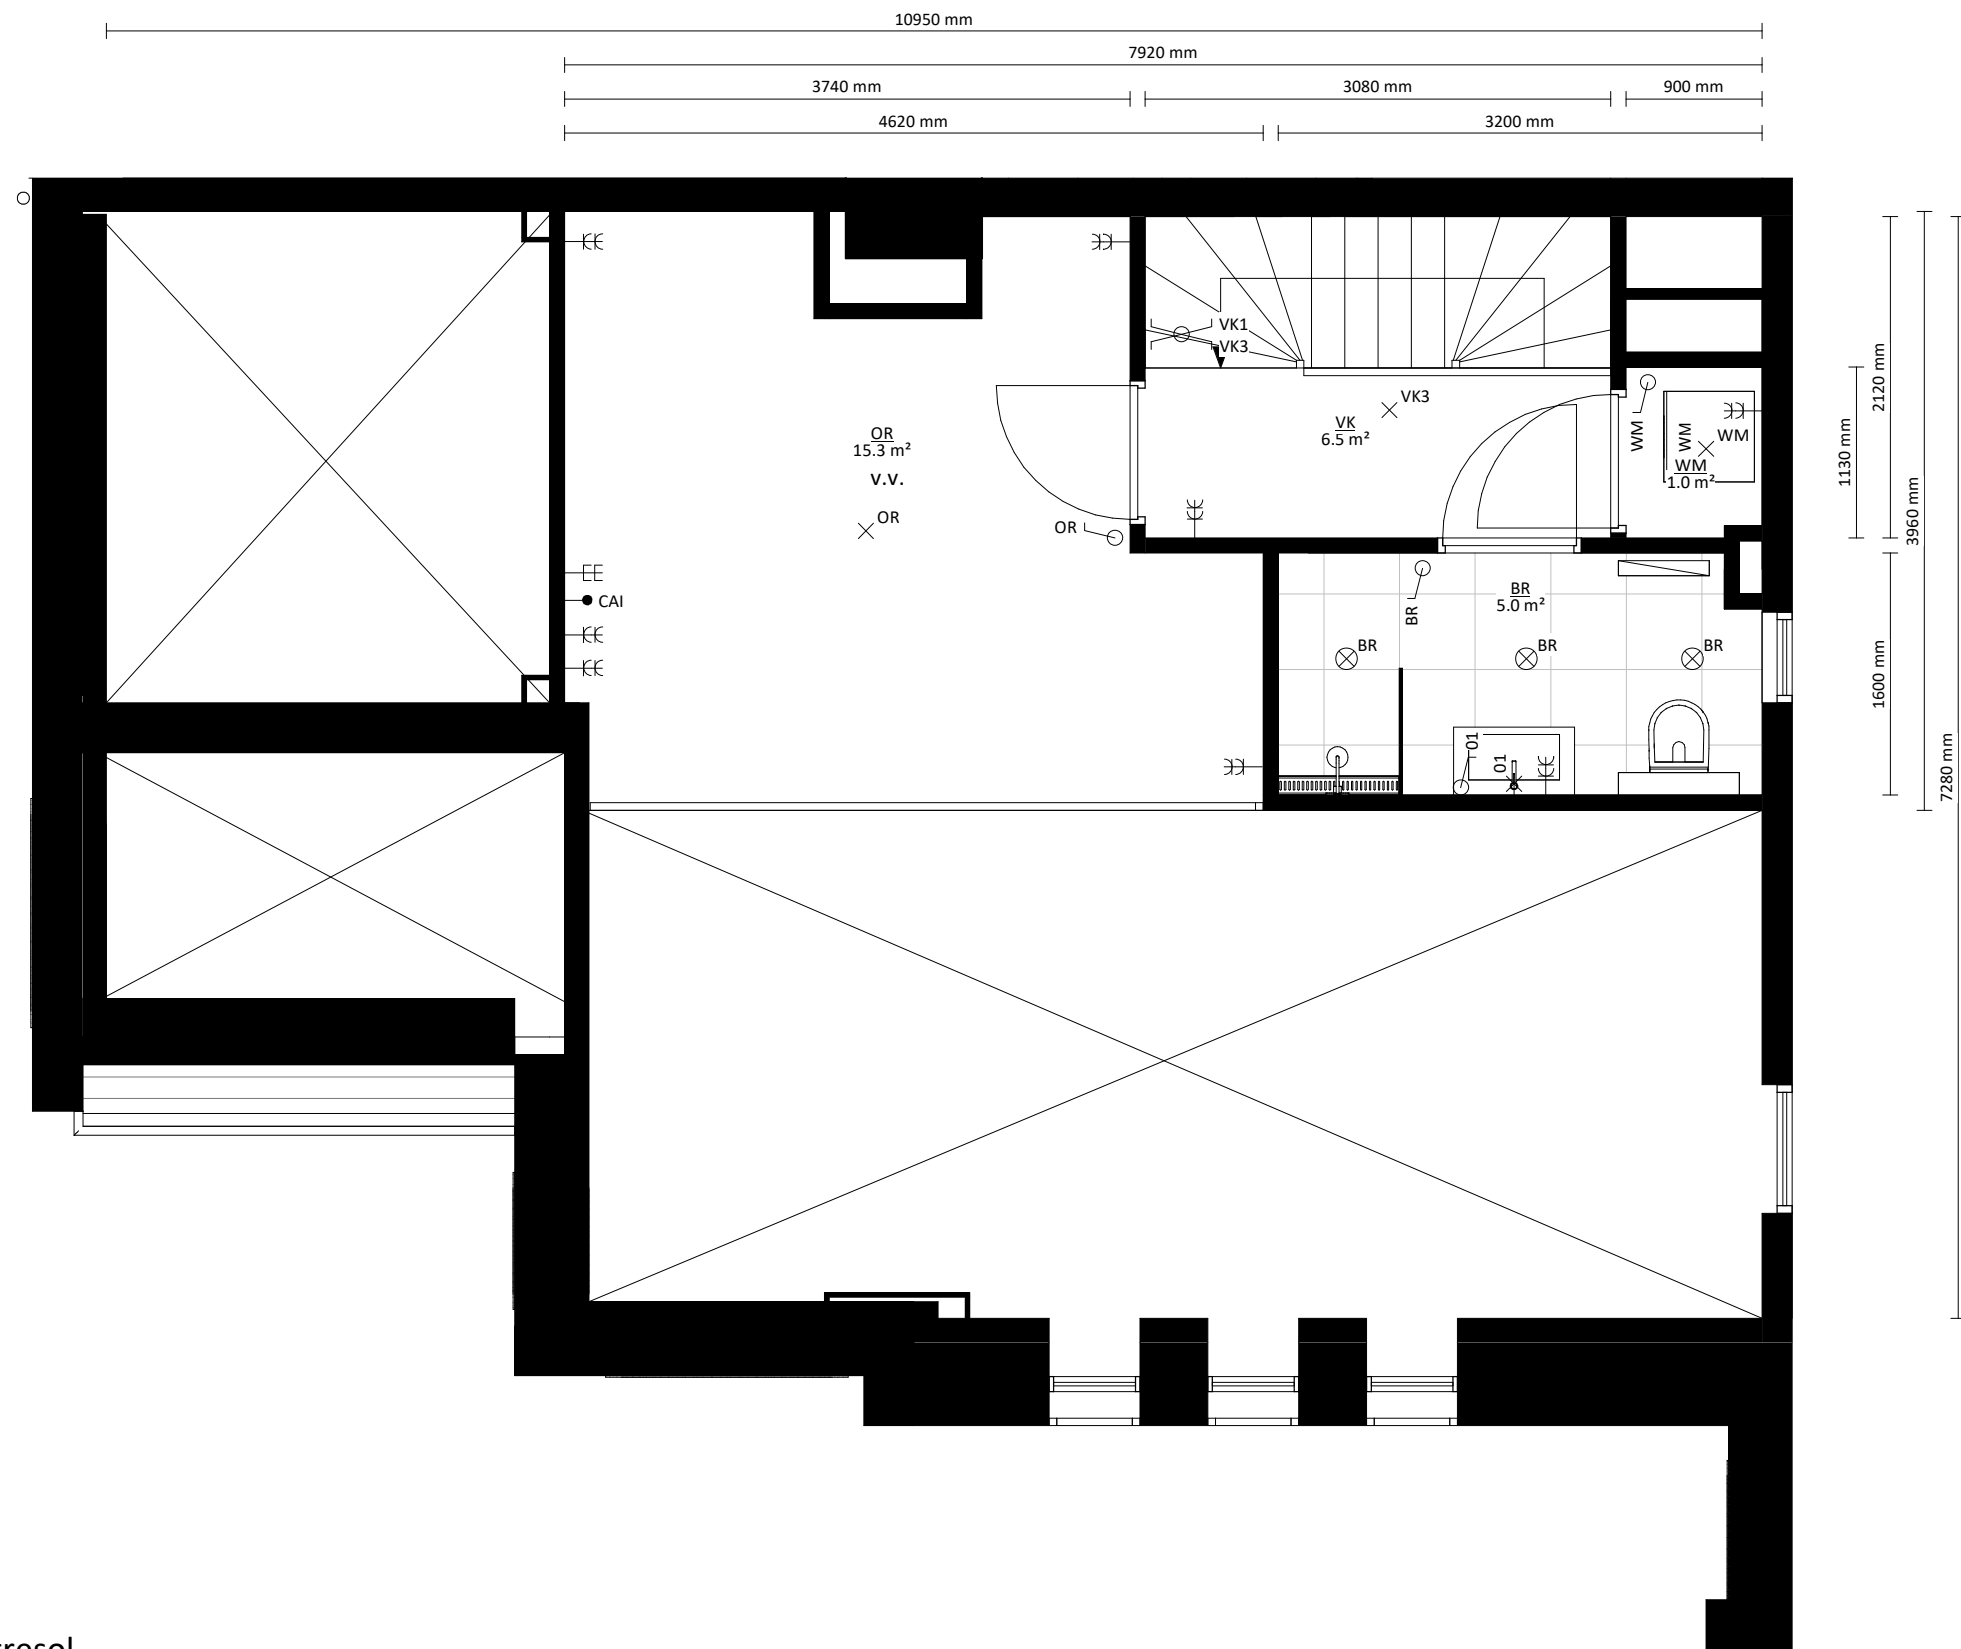 10950 mm
7920 mm
3740 mm
3080 mm
900 mm
4620 mm
3200 mm
VK1
VK3
VK3
VK
6.5 m²
OR
15.3 m²
v.v.
OR
OR
WM
WM
WM
WM
1.0 m²
2120 mm
1130 mm
3960 mm
CAI
BR
BR
5.0 m²
BR
BR
BR
1600 mm
01
01
7280 mm